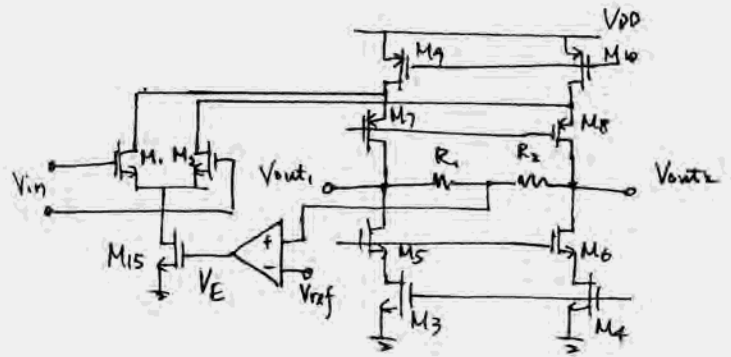 VDD
M9
M10
M7
M8
M1
M2
R1
R2
Vin
Vout1
Vout2
M15
VE
+
-
Vref
M5
M6
M3
M4